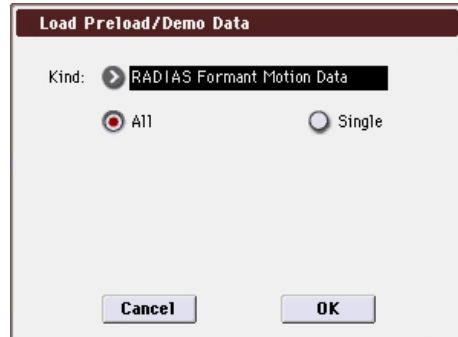 Load Preload/Demo Data
Kind: RADIAS Formant Motion Data
All Single
Cancel OK